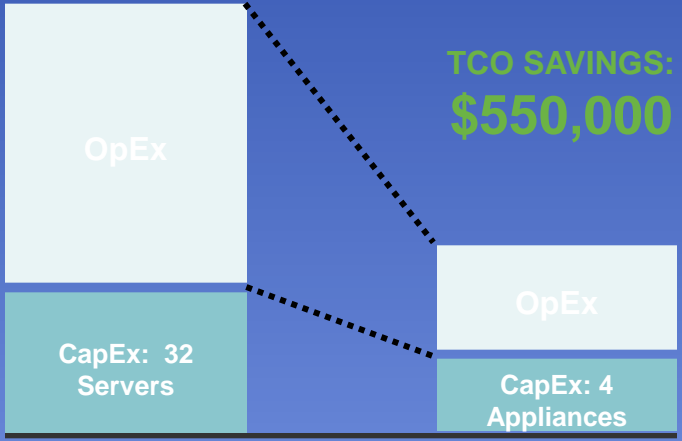 TCO SAVINGS:
$550,000
OpEx
OpEx
CapEx:  32
Servers
CapEx: 4
Appliances